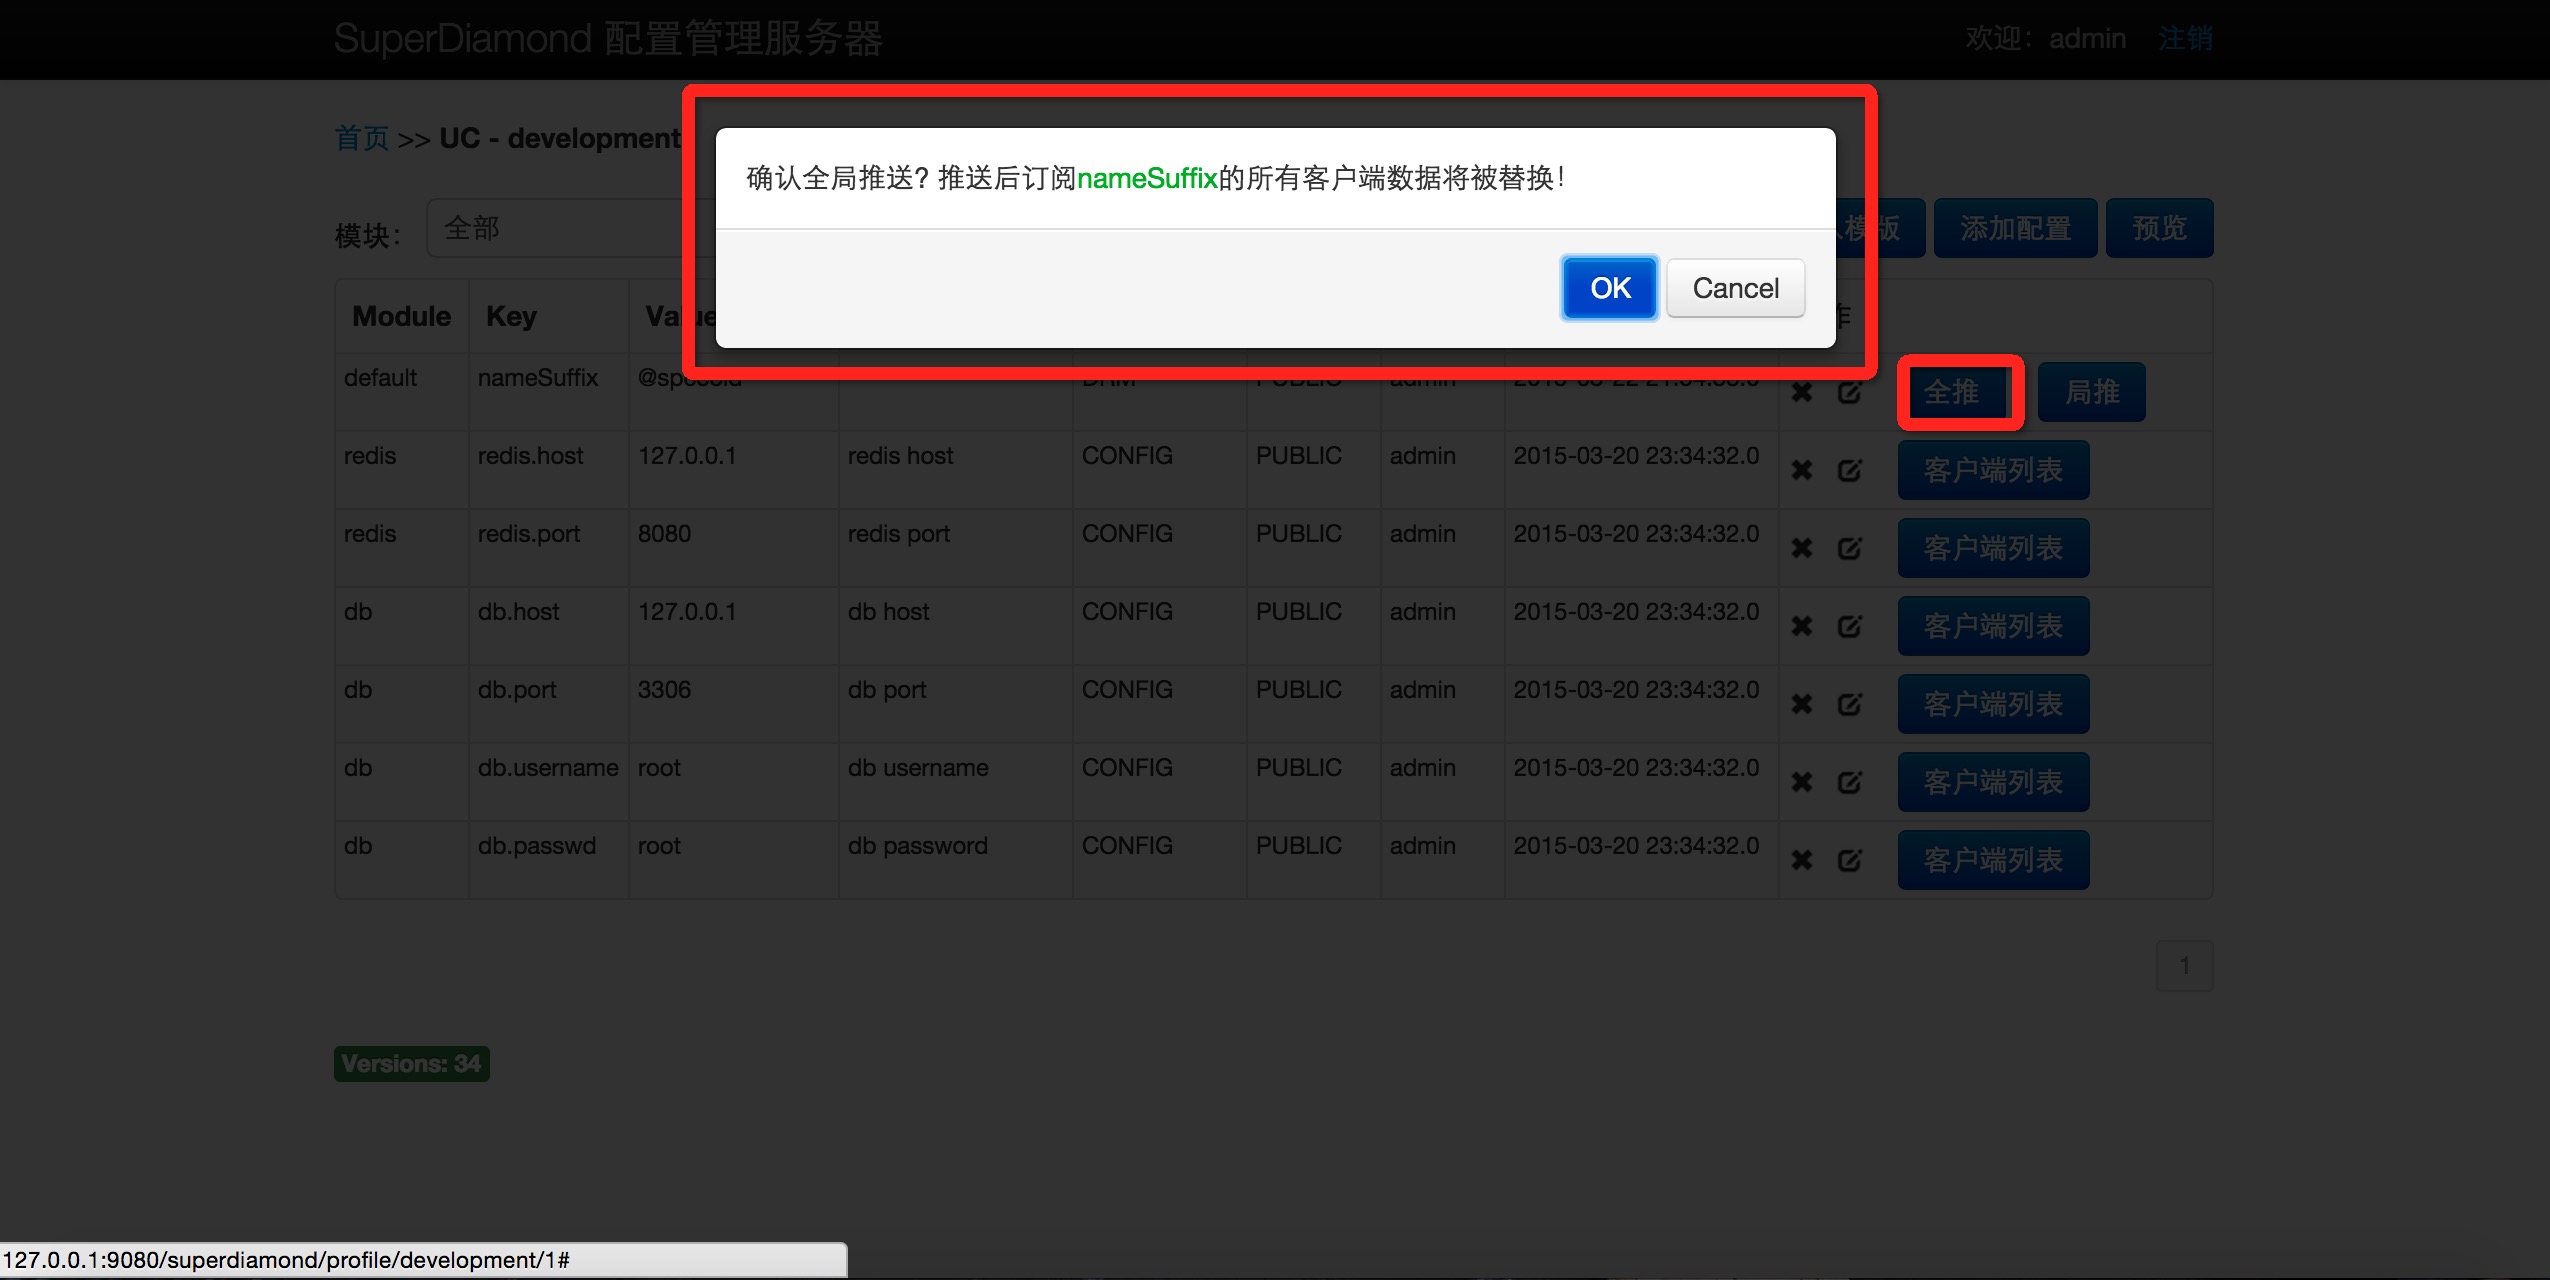 SuperDiamond 配置管理服务器
欢迎： admin 注销
首页 >> UC - development
确认全局推送? 推送后订阅nameSuffix的所有客户端数据将被替换!
OK Cancel
模块： 全部 模版 添加配置 预览
Module Key Value 作
default nameSuffix DRM PUBLIC admin 全推 局推
redis redis.host 127.0.0.1 redis host CONFIG PUBLIC admin 2015-03-20 23:34:32.0 客户端列表
redis redis.port 8080 redis port CONFIG PUBLIC admin 2015-03-20 23:34:32.0 客户端列表
db db.host 127.0.0.1 db host CONFIG PUBLIC admin 2015-03-20 23:34:32.0 客户端列表
db db.port 3306 db port CONFIG PUBLIC admin 2015-03-20 23:34:32.0 客户端列表
db db.username root db username CONFIG PUBLIC admin 2015-03-20 23:34:32.0 客户端列表
db db.passwd root db password CONFIG PUBLIC admin 2015-03-20 23:34:32.0 客户端列表
1
Versions: 34
127.0.0.1:9080/superdiamond/profile/development/1#